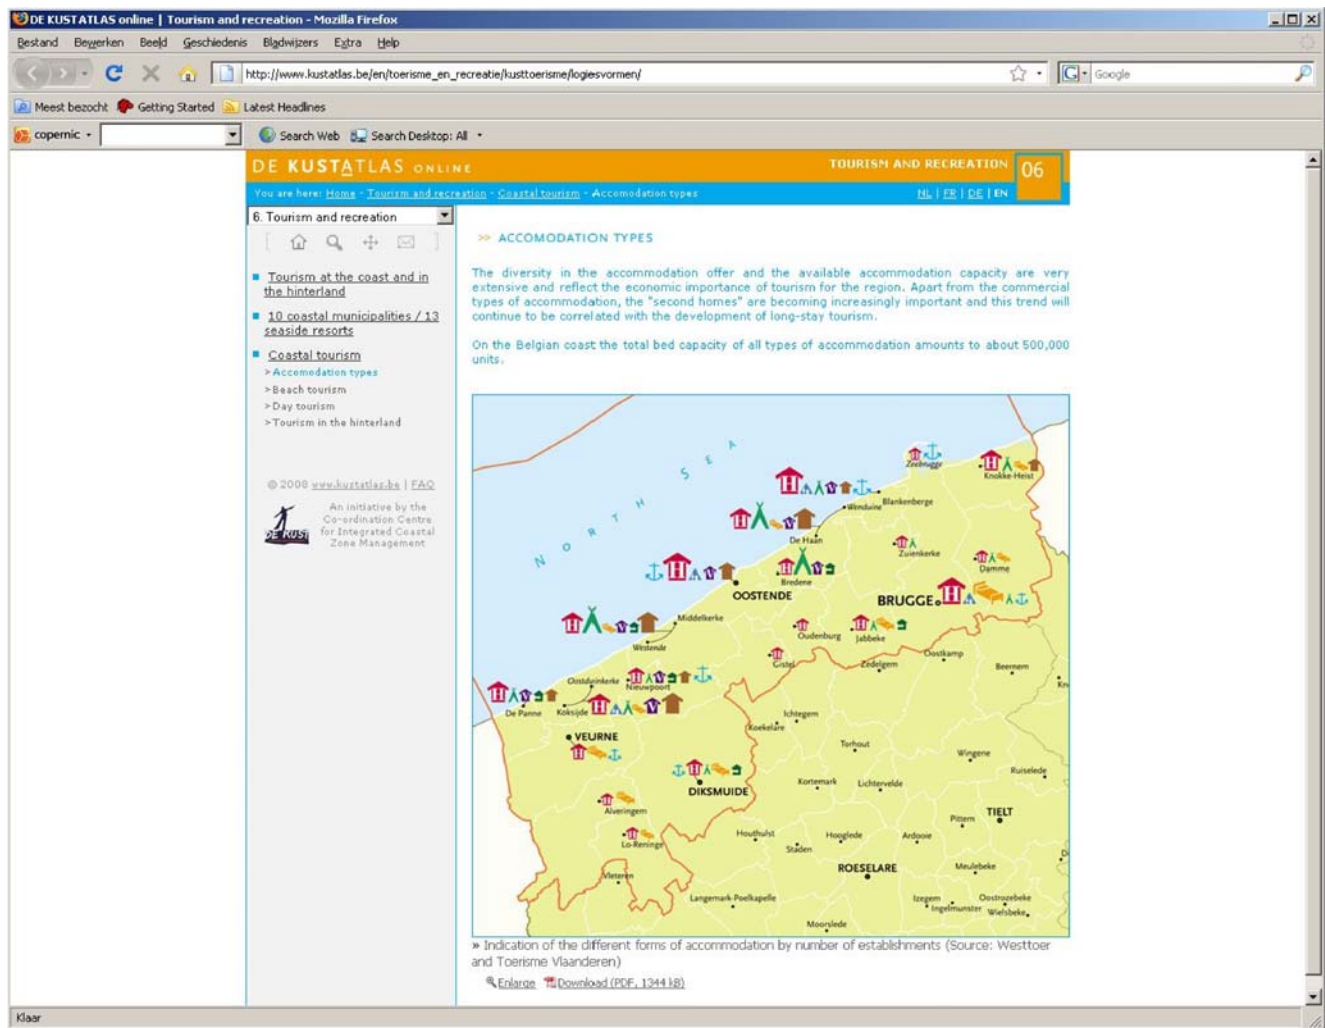 DE KUSTATLAS online | Tourism and recreation - Mozilla Firefox
Bestand Bewerken Beeld Geschiedenis Bladwijzers Extra Help
http://www.kustatlas.be/en/toerisme_en_recreatie/kusttoerisme/logiesvormen/
Google
Meest bezocht Getting Started Latest Headlines
copernic Search Web Search Desktop: All
DE KUSTATLAS ONLINE
TOURISM AND RECREATION 06
You are here: Home - Tourism and recreation - Coastal tourism - Accomodation types
NL | FR | DE | EN
6. Tourism and recreation
Tourism at the coast and in
the hinterland
10 coastal municipalities / 13
seaside resorts
Coastal tourism
>Accomodation types
>Beach tourism
>Day tourism
>Tourism in the hinterland
© 2008 www.kustatlas.be | FAQ
DE KUST
An initiative by the
Co-ordination Centre
for Integrated Coastal
Zone Management
>> ACCOMODATION TYPES
The diversity in the accommodation offer and the available accommodation capacity are very
extensive and reflect the economic importance of tourism for the region. Apart from the commercial
types of accommodation, the "second homes" are becoming increasingly important and this trend will
continue to be correlated with the development of long-stay tourism.
On the Belgian coast the total bed capacity of all types of accommodation amounts to about 500,000
units.
NORTH SEA
Zeebrugge
Knokke-Heist
Blankenberge
Wenduine
De Haan
Zuienkerke
Damme
Bredene
OOSTENDE
BRUGGE
Middelkerke
Oudenburg
Jabbeke
Westende
Gistel
Zedelgem
Oostkamp
Beernem
Kn
Oostduinkerke
Nieuwpoort
De Panne
Koksijde
Ichtegem
Koekelare
VEURNE
Torhout
Wingene
Ruiselede
DIKSMUIDE
Kortemark
Lichtervelde
Alveringem
Pittem
TIELT
Lo-Reninge
Houthulst
Hooglede
Ardooie
Staden
Vleteren
ROESELARE
Meulebeke
Langemark-Poelkapelle
Izegem
Oostrozebeke
Ingelmunster
Wielsbeke
Moorslede
» Indication of the different forms of accommodation by number of establishments (Source: Westtoer
and Toerisme Vlaanderen)
Enlarge Download (PDF, 1344 kB)
Klaar